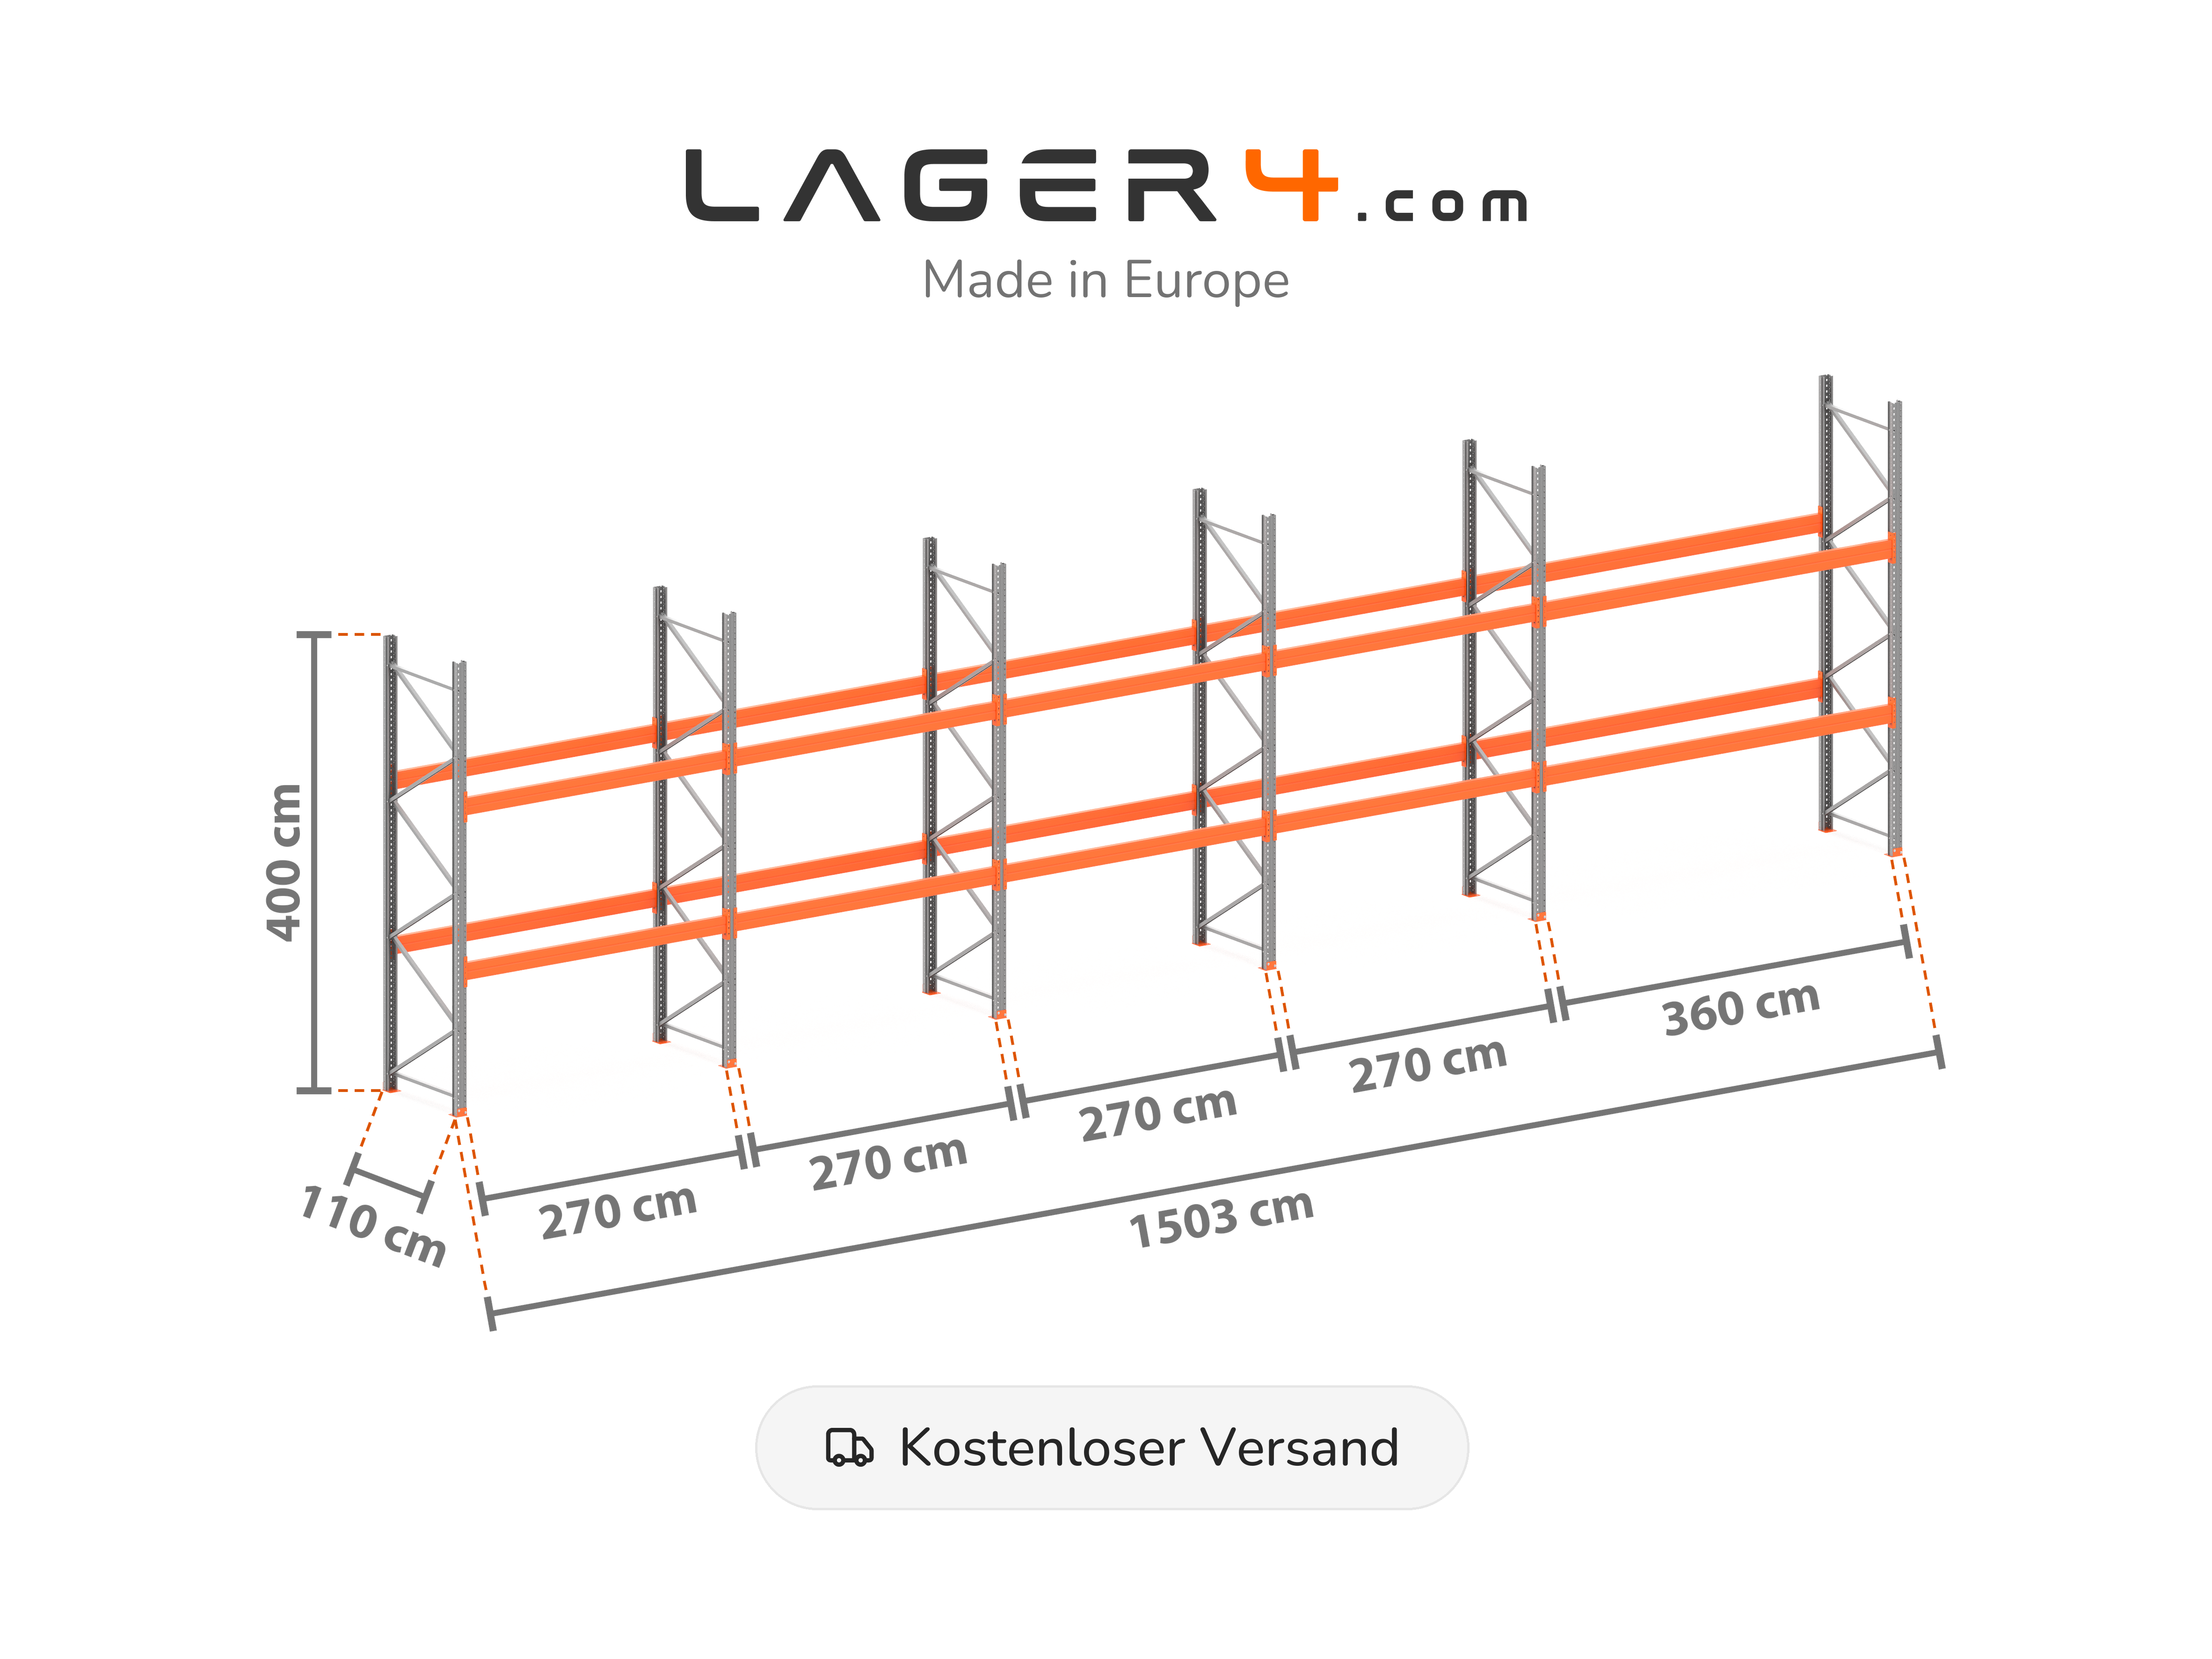 LAGER4.com
Made in Europe
400 cm
110 cm
270 cm
270 cm
270 cm
270 cm
360 cm
1503 cm
Kostenloser Versand